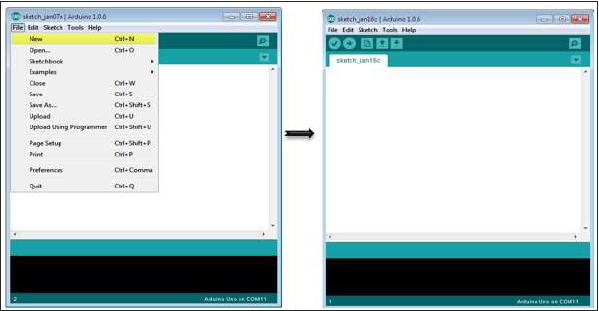 sketch_jan07a | Arduino 1.0.6
File Edit Sketch Tools Help
New Ctrl+N
Open... Ctrl+O
Sketchbook
Examples
Close Ctrl+W
Save Ctrl+S
Save As... Ctrl+Shift+S
Upload Ctrl+U
Upload Using Programmer Ctrl+Shift+U
Page Setup Ctrl+Shift+P
Print Ctrl+P
Preferences Ctrl+Comma
Quit Ctrl+Q
2 Arduino Uno on COM11
sketch_jan16c | Arduino 1.0.6
File Edit Sketch Tools Help
sketch_jan16c
1 Arduino Uno on COM11